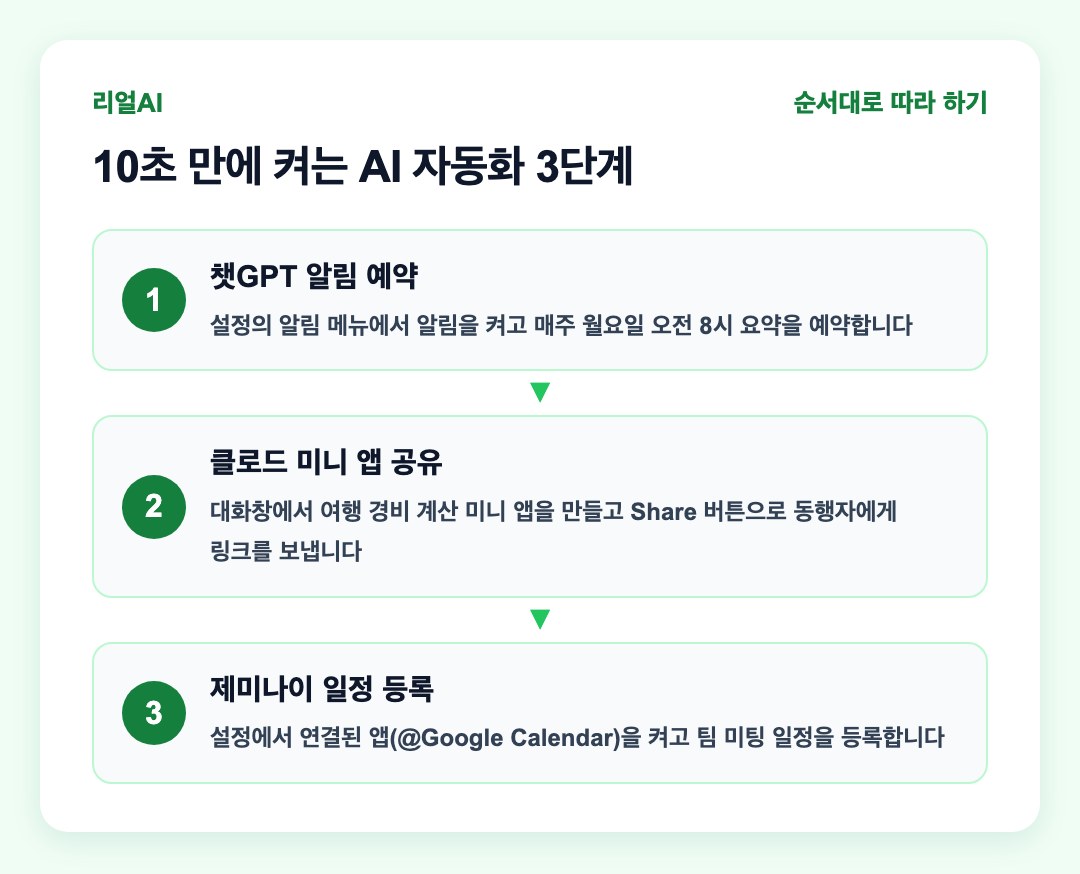 리얼AI
순서대로 따라 하기
10초 만에 켜는 AI 자동화 3단계
1
챗GPT 알림 예약
설정의 알림 메뉴에서 알림을 켜고 매주 월요일 오전 8시 요약을 예약합니다
▼
2
클로드 미니 앱 공유
대화창에서 여행 경비 계산 미니 앱을 만들고 Share 버튼으로 동행자에게
링크를 보냅니다
▼
3
제미나이 일정 등록
설정에서 연결된 앱(@Google Calendar)을 켜고 팀 미팅 일정을 등록합니다